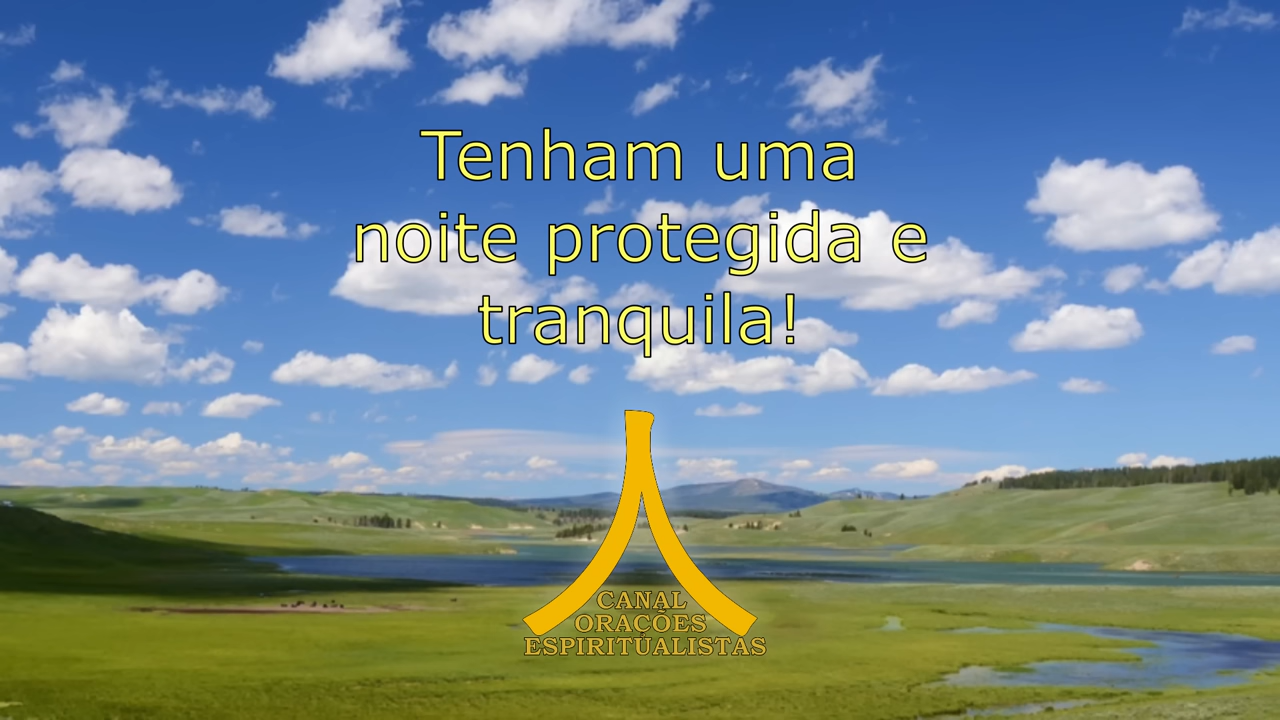 Tenham uma
noite protegida e
tranquila!
CANAL
ORAÇÕES
ESPIRITUALISTAS